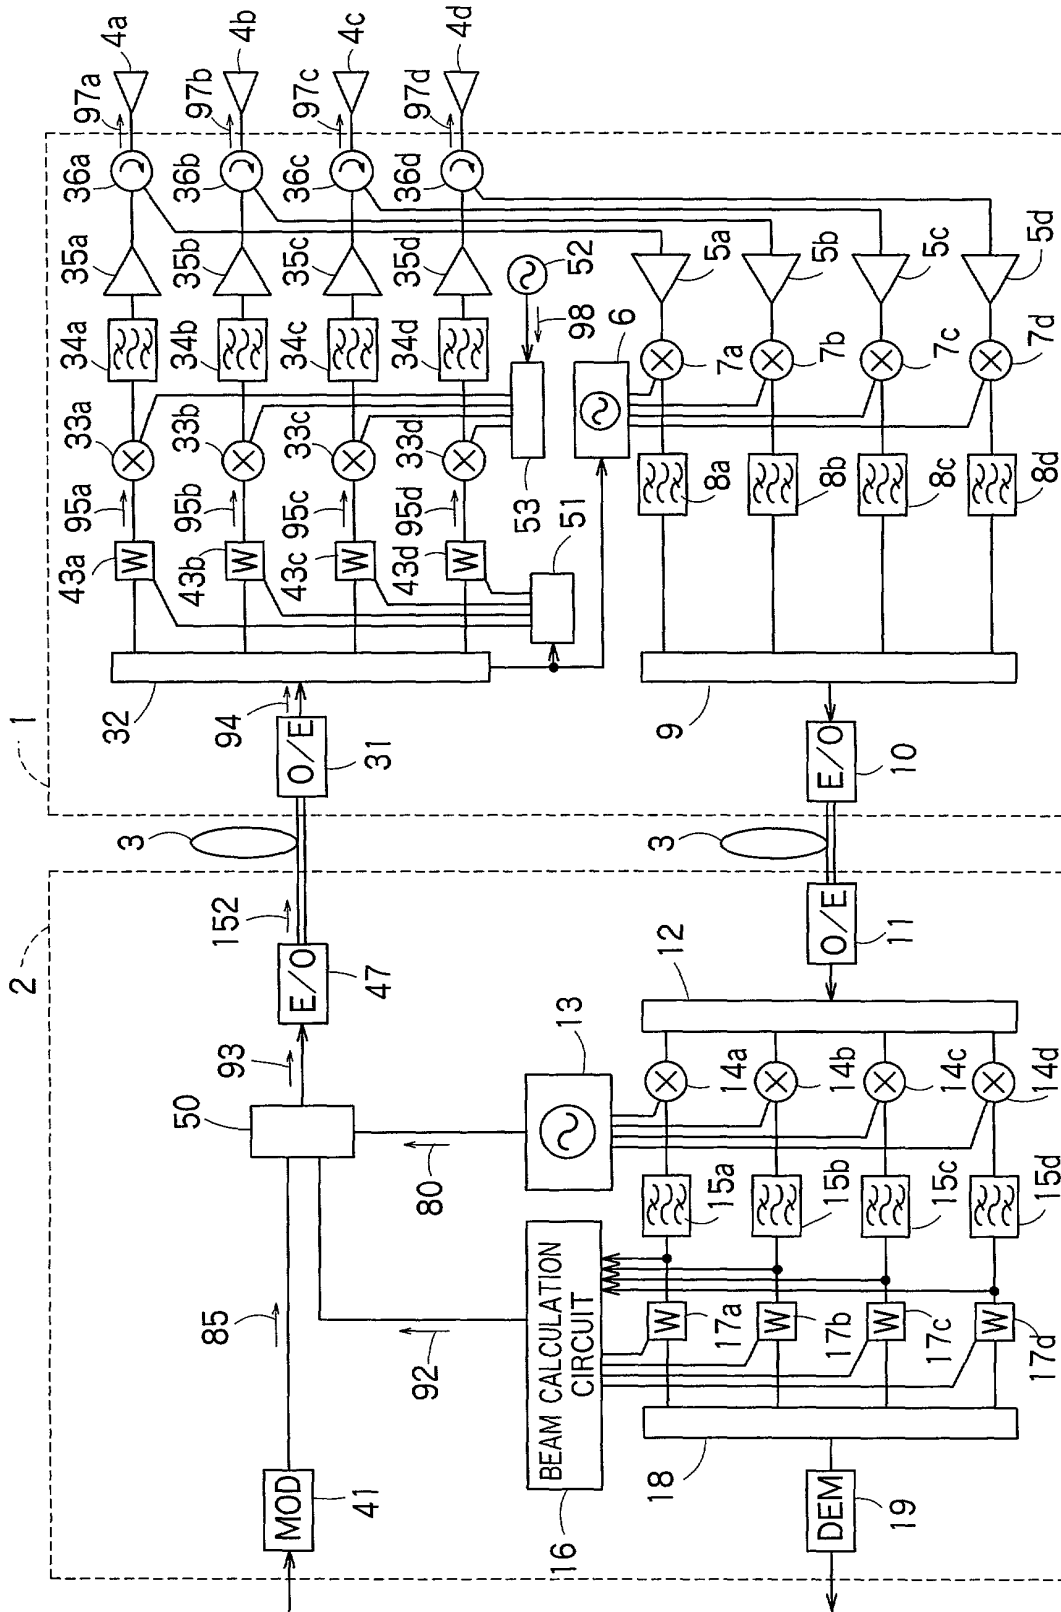 2
1
MOD
41
85
50
93
E/O
47
152
3
O/E
31
94
32
43a
W
95a
33a
34a
35a
36a
97a
4a
43b
W
95b
33b
34b
35b
36b
97b
4b
43c
W
95c
33c
34c
35c
36c
97c
4c
43d
W
95d
33d
34d
35d
36d
97d
4d
51
53
98
52
6
92
80
BEAM CALCULATION
CIRCUIT
16
13
DEM
19
18
W
17a
15a
14a
W
17b
15b
14b
W
17c
15c
14c
W
17d
15d
14d
12
O/E
11
3
E/O
10
9
8a
7a
5a
8b
7b
5b
8c
7c
5c
8d
7d
5d